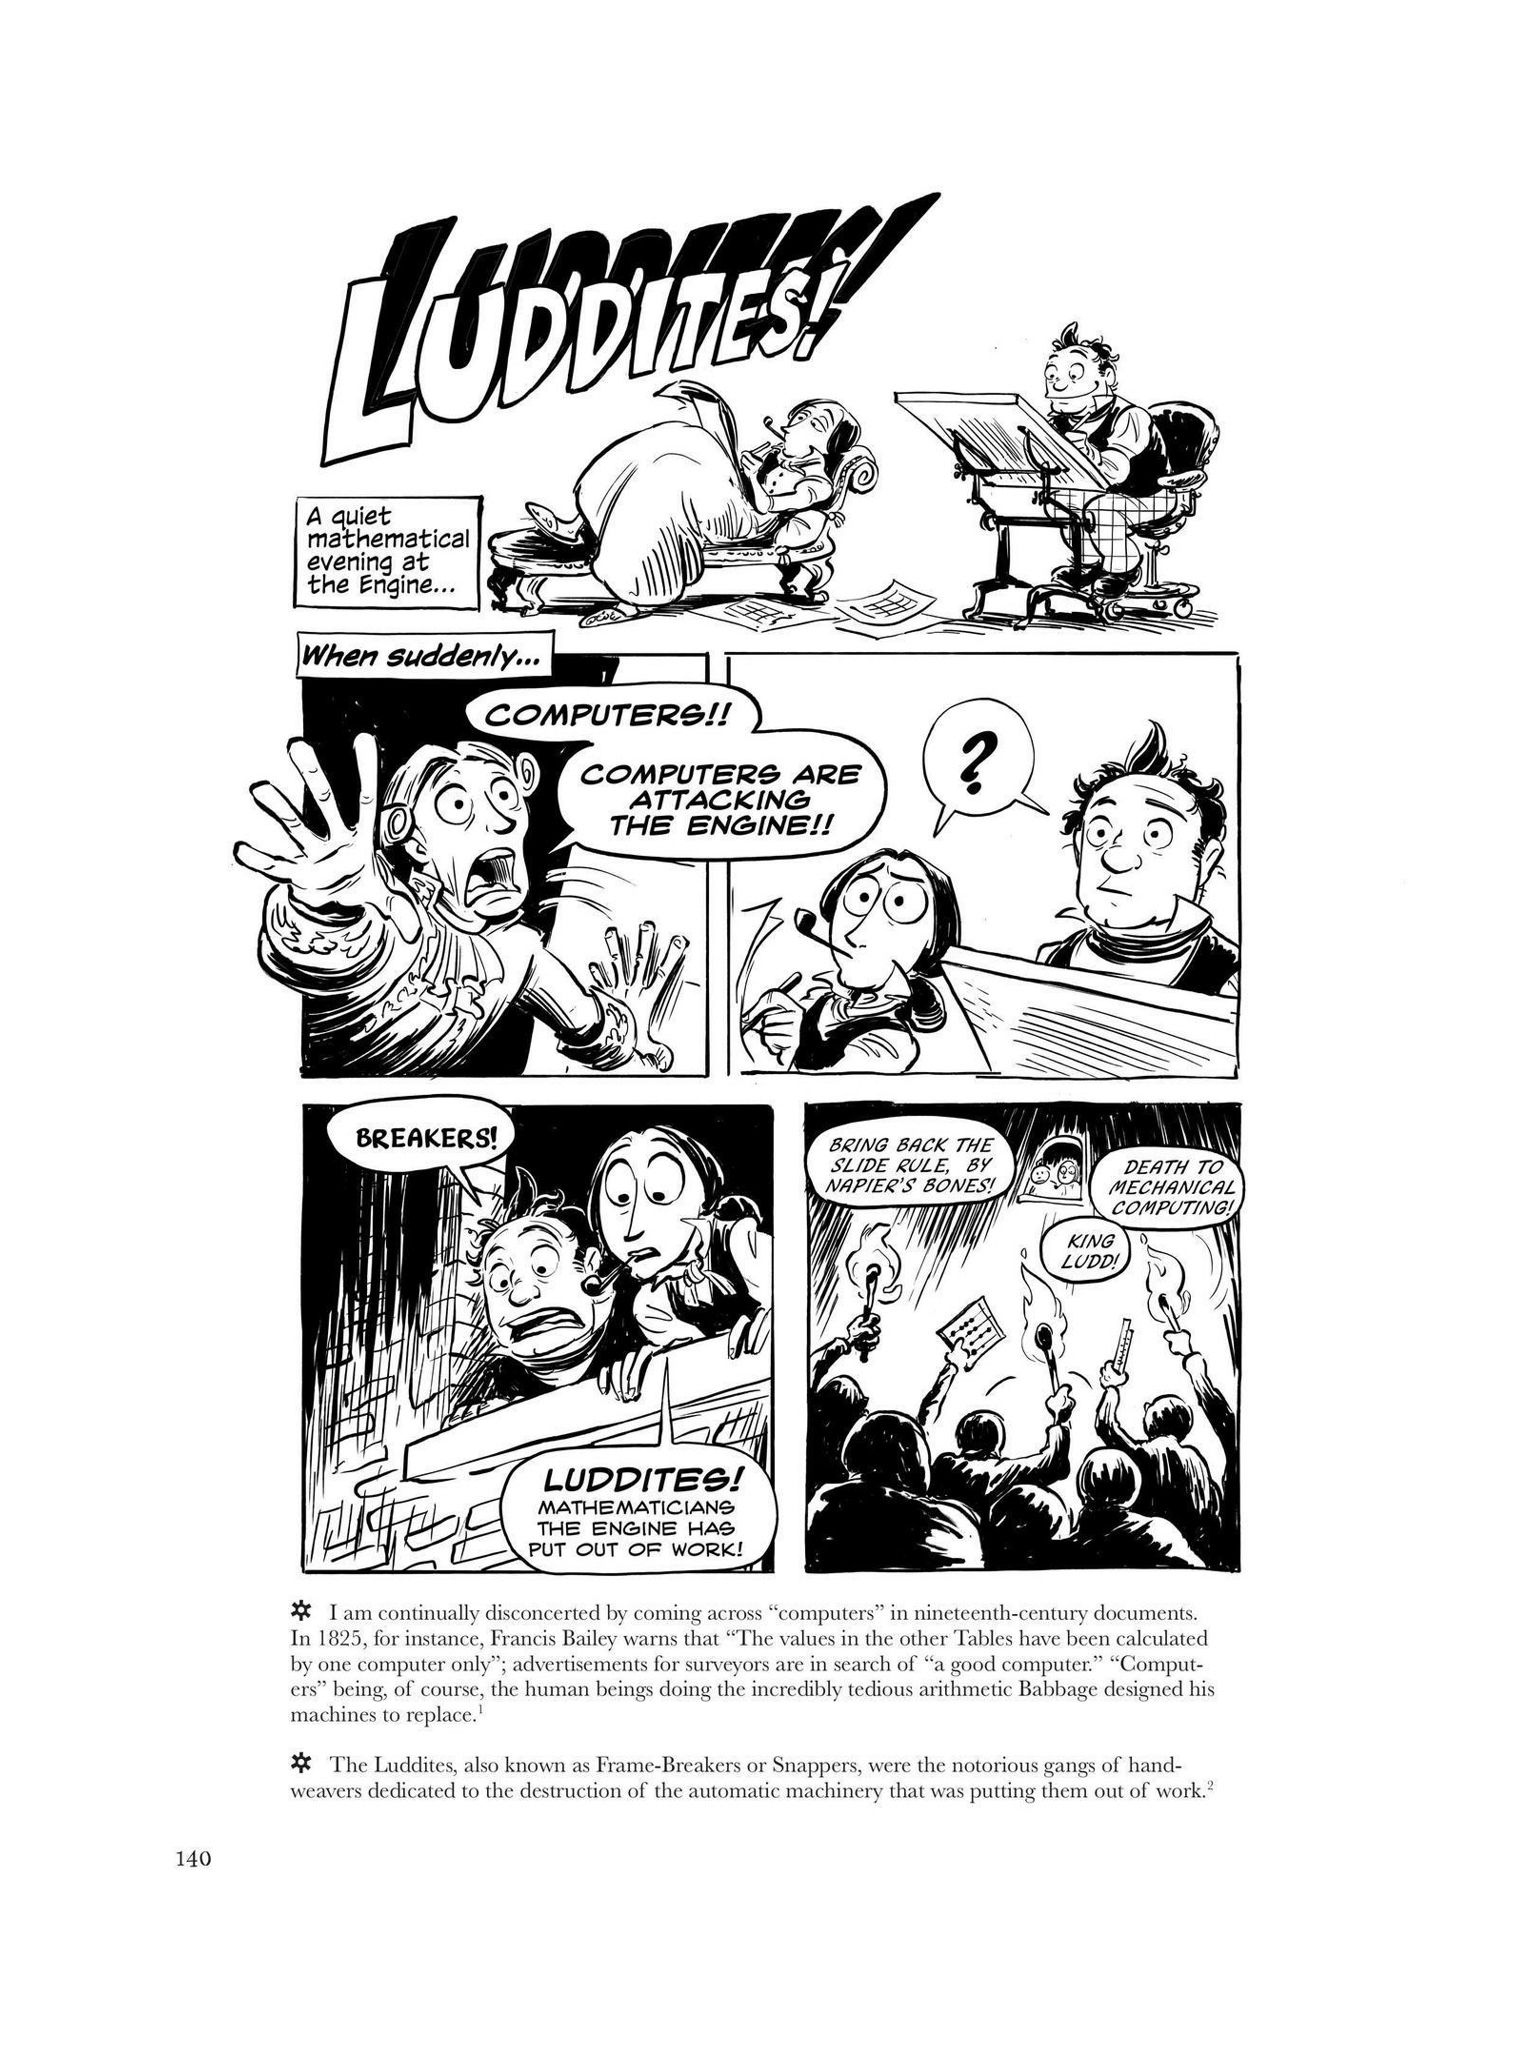 LUDDITES!
A quiet
mathematical
evening at
the Engine...
When suddenly...
COMPUTERS!!
COMPUTERS ARE
ATTACKING
THE ENGINE!!
?
BREAKERS!
LUDDITES!
MATHEMATICIANS
THE ENGINE HAS
PUT OUT OF WORK!
BRING BACK THE
SLIDE RULE, BY
NAPIER'S BONES!
DEATH TO
MECHANICAL
COMPUTING!
KING
LUDD!
✲ I am continually disconcerted by coming across “computers” in nineteenth-century documents.
In 1825, for instance, Francis Bailey warns that “The values in the other Tables have been calculated
by one computer only”; advertisements for surveyors are in search of “a good computer.” “Comput-
ers” being, of course, the human beings doing the incredibly tedious arithmetic Babbage designed his
machines to replace.1
✲ The Luddites, also known as Frame-Breakers or Snappers, were the notorious gangs of hand-
weavers dedicated to the destruction of the automatic machinery that was putting them out of work.2
140